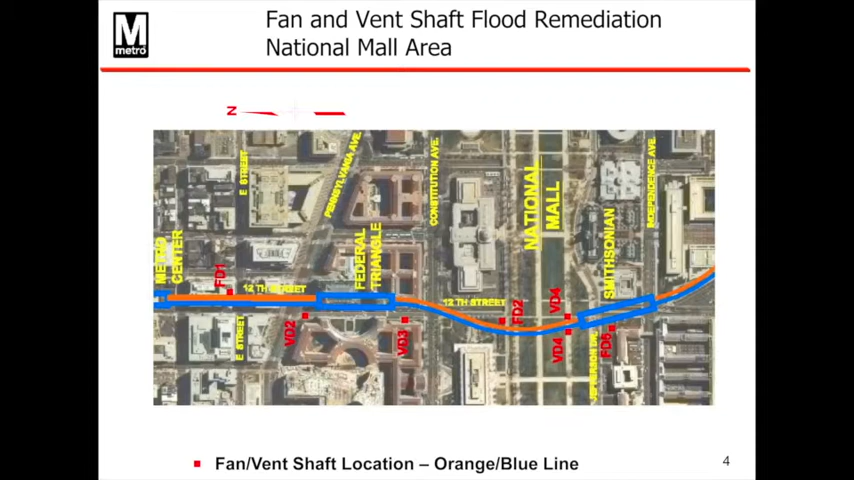 M
metro
Fan and Vent Shaft Flood Remediation
National Mall Area
N
E STREET
PENNSYLVANIA AVE.
CONSTITUTION AVE.
NATIONAL
MALL
INDEPENDENCE AVE.
METRO
CENTER
FD1
FEDERAL
TRIANGLE
SMITHSONIAN
12 TH STREET
12 TH STREET
FD2
VD4
E STREET
VD2
VD3
VD4
JEFFERSON DR.
Fan/Vent Shaft Location – Orange/Blue Line
4